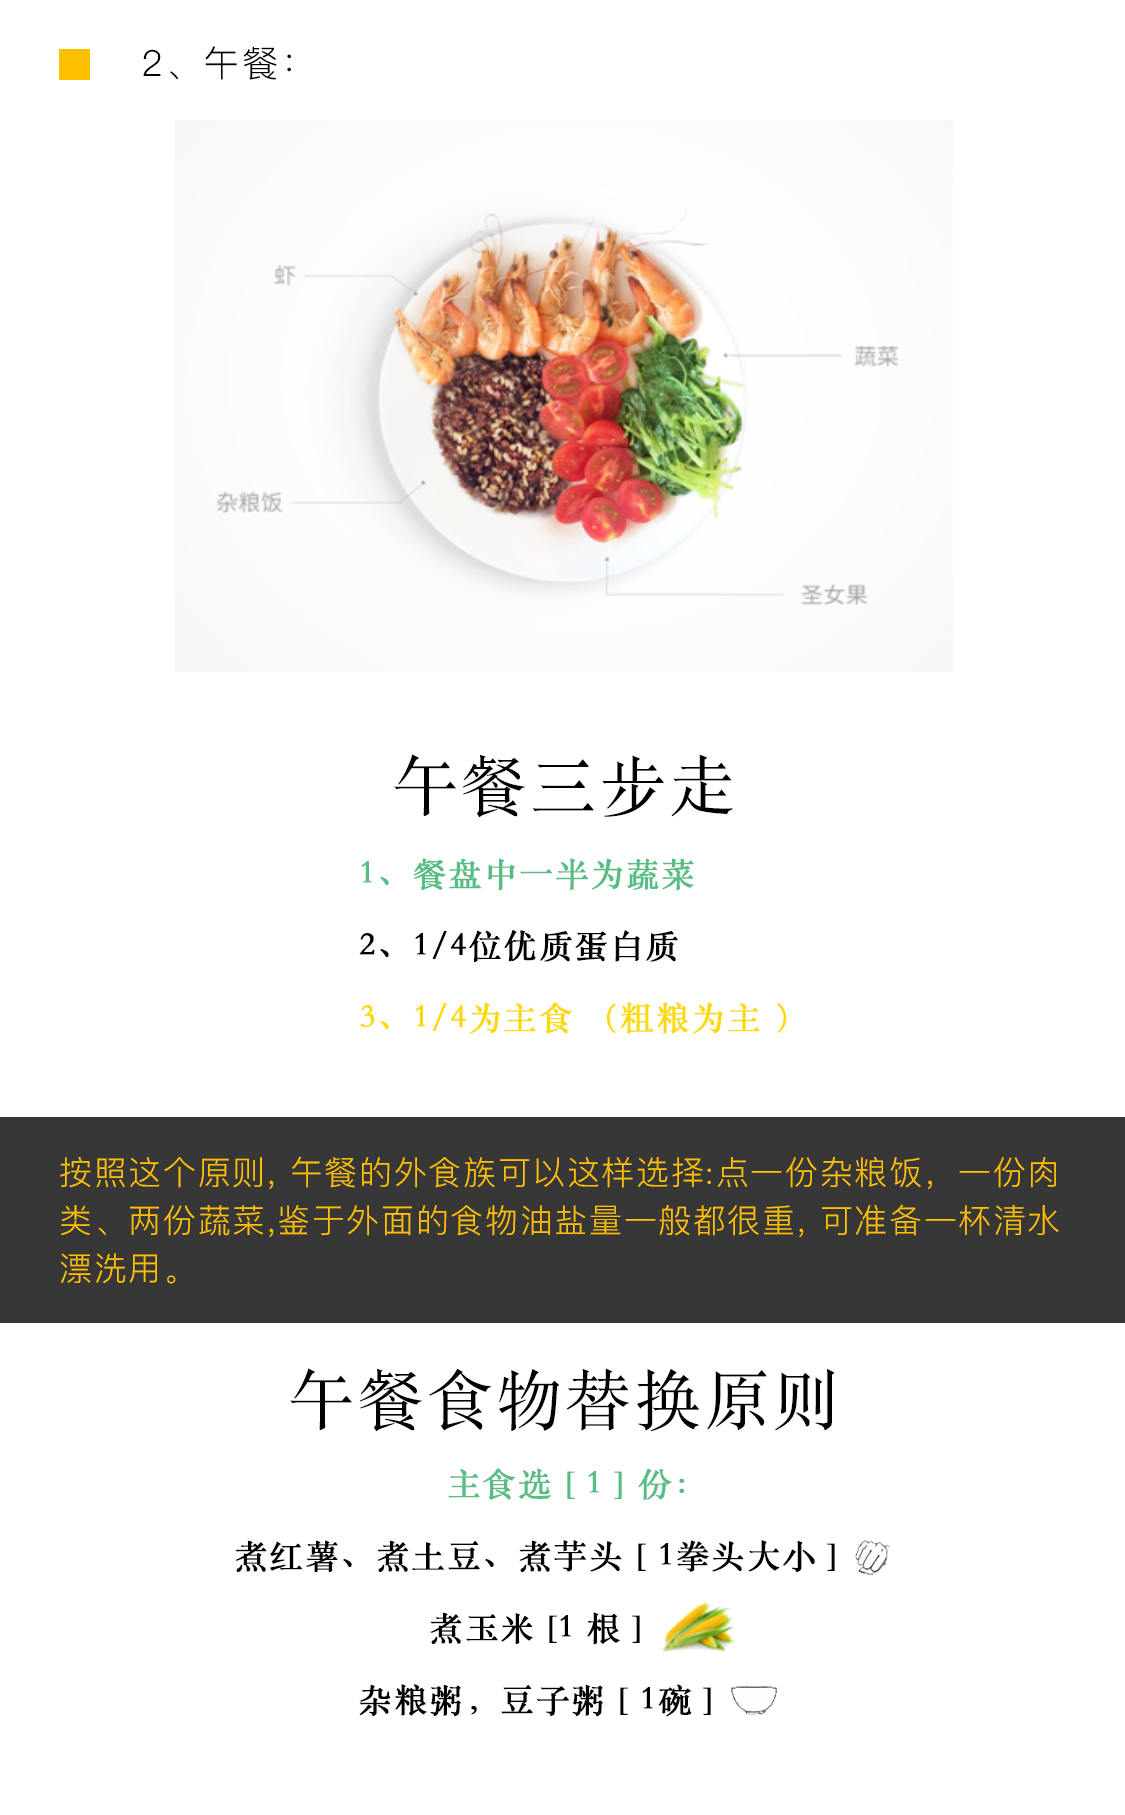 2、午餐：
虾
蔬菜
杂粮饭
圣女果
午餐三步走
1、餐盘中一半为蔬菜
2、1/4位优质蛋白质
3、1/4为主食 （粗粮为主 ）
按照这个原则, 午餐的外食族可以这样选择:点一份杂粮饭， 一份肉
类、两份蔬菜,鉴于外面的食物油盐量一般都很重, 可准备一杯清水
漂洗用。
午餐食物替换原则
主食选 [ 1 ] 份：
煮红薯、煮土豆、煮芋头 [ 1拳头大小 ]
煮玉米 [1 根 ]
杂粮粥，豆子粥 [ 1碗 ]